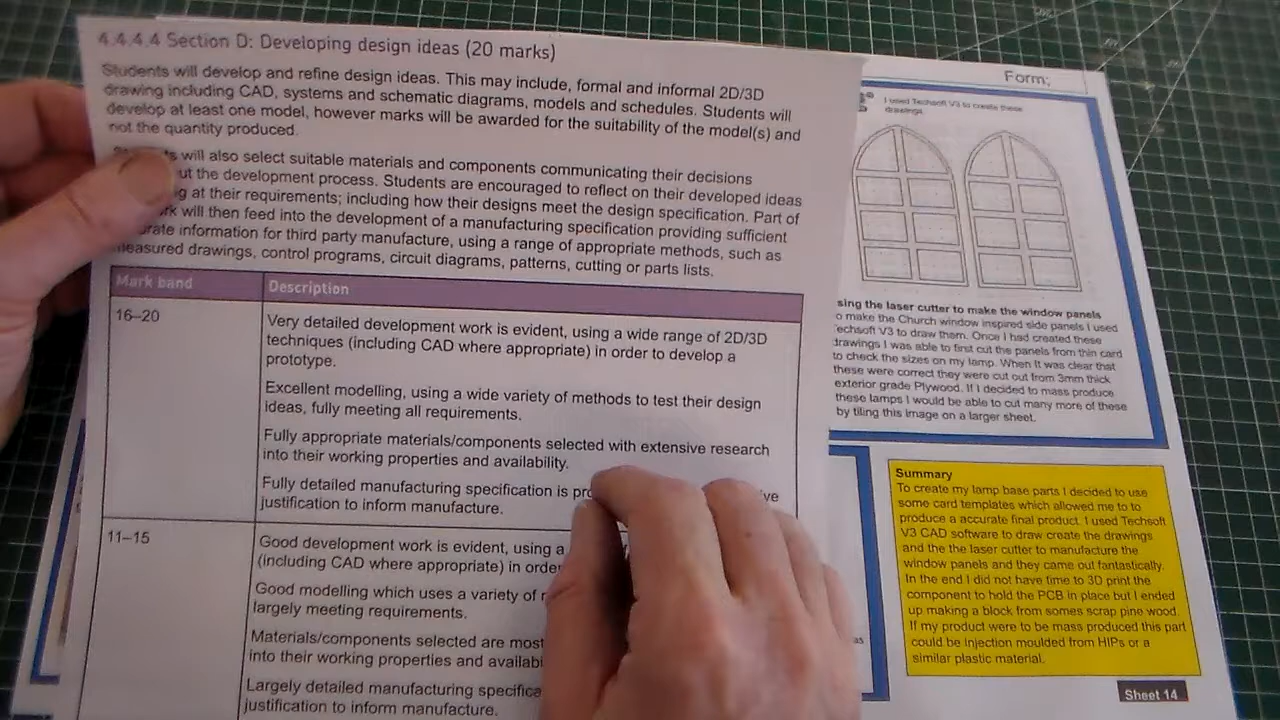 4.4.4.4 Section D: Developing design ideas (20 marks)
Students will develop and refine design ideas. This may include, formal and informal 2D/3D
drawing including CAD, systems and schematic diagrams, models and schedules. Students will
develop at least one model, however marks will be awarded for the suitability of the model(s) and
not the quantity produced.
will also select suitable materials and components communicating their decisions
the development process. Students are encouraged to reflect on their developed ideas
at their requirements; including how their designs meet the design specification. Part of
will then feed into the development of a manufacturing specification providing sufficient
information for third party manufacture, using a range of appropriate methods, such as
measured drawings, control programs, circuit diagrams, patterns, cutting or parts lists.
Mark band
Description
16–20
Very detailed development work is evident, using a wide range of 2D/3D
techniques (including CAD where appropriate) in order to develop a
prototype.
Excellent modelling, using a wide variety of methods to test their design
ideas, fully meeting all requirements.
Fully appropriate materials/components selected with extensive research
into their working properties and availability.
Fully detailed manufacturing specification is
justification to inform manufacture.
11–15
Good development work is evident, using a
(including CAD where appropriate) in order
Good modelling which uses a variety of
largely meeting requirements.
Materials/components selected are
into their working properties and
Largely detailed manufacturing
justification to inform manufacture.
Form;
I used Techsoft V3 to create these
drawings
sing the laser cutter to make the window panels
o make the Church window inspired side panels I used
echsoft V3 to draw them. Once I had created these
drawings I was able to first cut the panels from thin card
to check the sizes on my lamp. When It was clear that
these were correct they were cut out from 3mm thick
exterior grade Plywood. If I decided to mass produce
these lamps I would be able to cut many more of these
by tiling this image on a larger sheet.
Summary
To create my lamp base parts I decided to use
some card templates which allowed me to to
produce a accurate final product. I used Techsoft
V3 CAD software to draw create the drawings
and the the laser cutter to manufacture the
window panels and they came out fantastically.
In the end I did not have time to 3D print the
component to hold the PCB in place but I ended
up making a block from somes scrap pine wood.
If my product were to be mass produced this part
could be Injection moulded from HIPs or a
similar plastic material.
Sheet 14